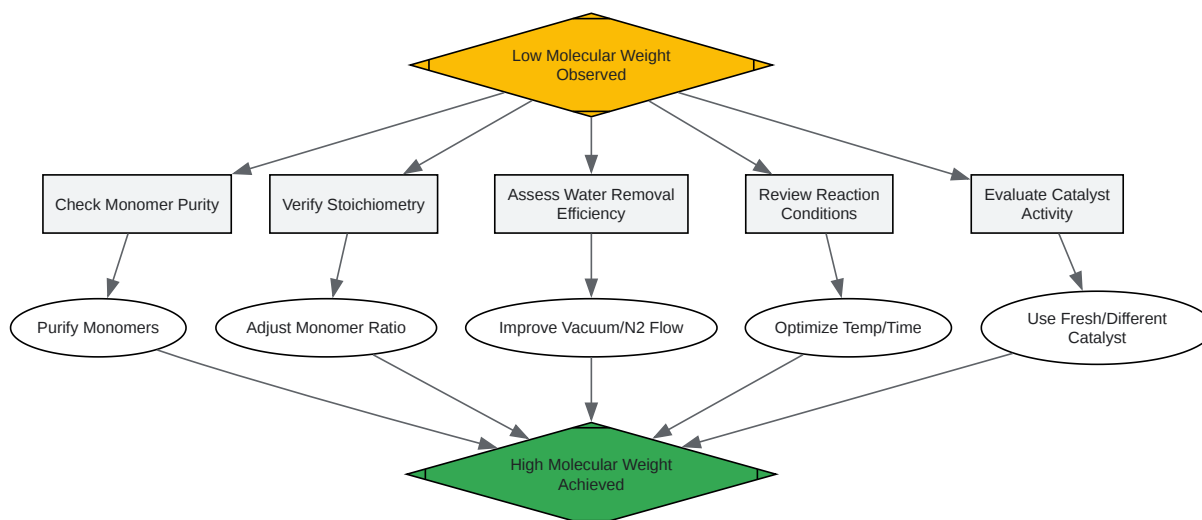 Low Molecular Weight
Observed
Check Monomer Purity
Verify Stoichiometry
Assess Water Removal
Efficiency
Review Reaction
Conditions
Evaluate Catalyst
Activity
Purify Monomers
Adjust Monomer Ratio
Improve Vacuum/N2 Flow
Optimize Temp/Time
Use Fresh/Different
Catalyst
High Molecular Weight
Achieved